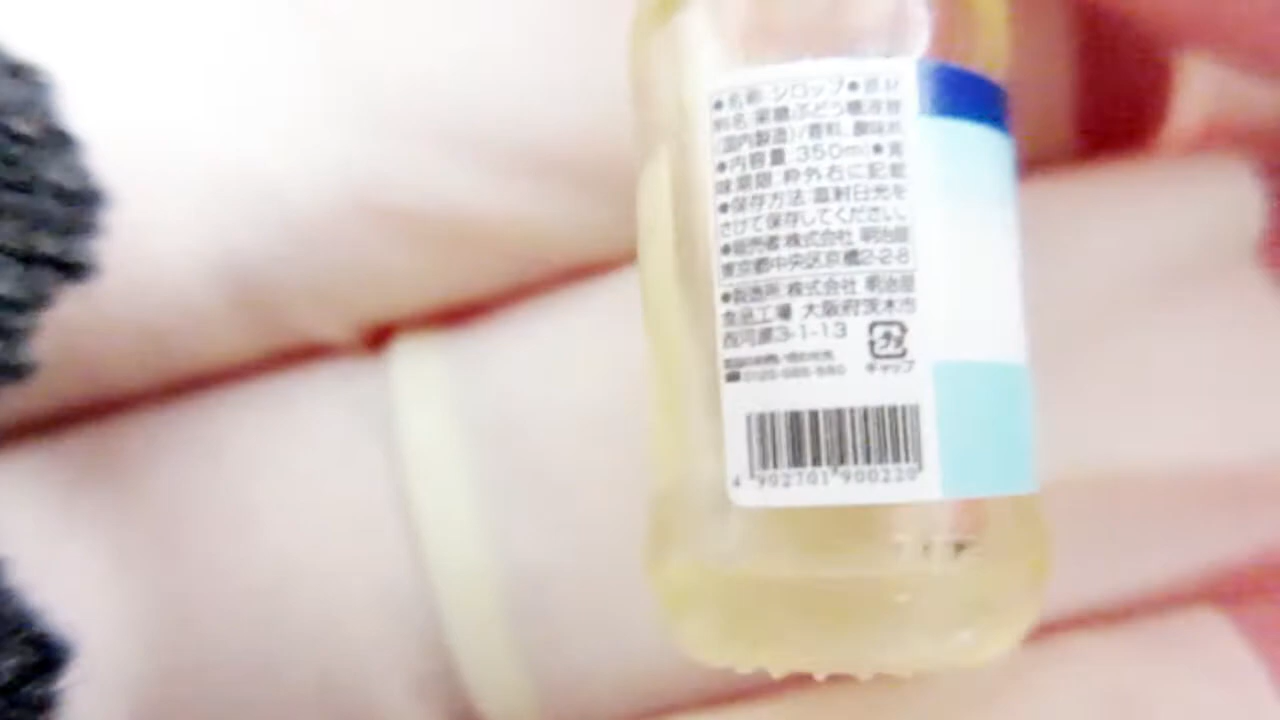 ●名称:シロップ●原材
料名:果糖ぶどう糖液糖
(国内製造)/香料、酸味料
●内容量:350ml●賞
味期限:枠外右に記載
●保存方法:直射日光を
さけて保存してください。
●販売者:株式会社 明治屋
東京都中央区京橋2-2-8
●製造所:株式会社 明治屋
食品工場 大阪府茨木市
西河原3-1-13
キャップ
4 902701 900220